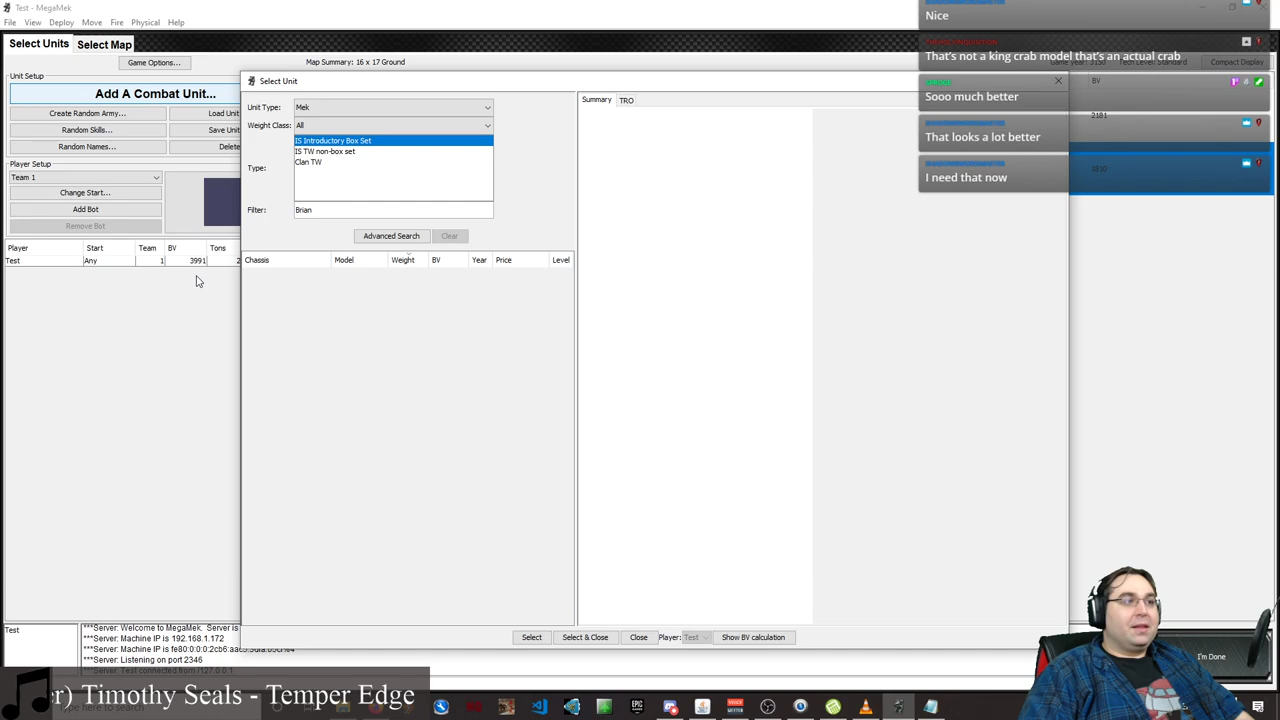 Test - MegaMek
File View Deploy Move Fire Physical Help
Select Units Select Map
Game Options... Map Summary: 16 x 17 Ground
Compact Display
Unit Setup
Add A Combat Unit...
Create Random Army... Load Unit
Random Skills... Save Unit
Random Names... Delete
Player Setup
Team 1
Change Start...
Add Bot
Remove Bot
Player Start Team BV Tons
Test Any 1 3991 2
Select Unit
Unit Type: Mek
Weight Class: All
IS Introductory Box Set
IS TW non-box set
Clan TW
Type:
Filter: Brian
Advanced Search Clear
Chassis Model Weight BV Year Price Level
Summary TRO
Select Select & Close Close Player: Test Show BV calculation
Nice
That's not a king crab model that's an actual crab
Sooo much better
That looks a lot better
I need that now
BV
2181
Test
***Server: Welcome to MegaMek. Server is
***Server: Machine IP is 192.168.1.172
***Server: Listening on port 2346
I'm Done
er) Timothy Seals - Temper Edge